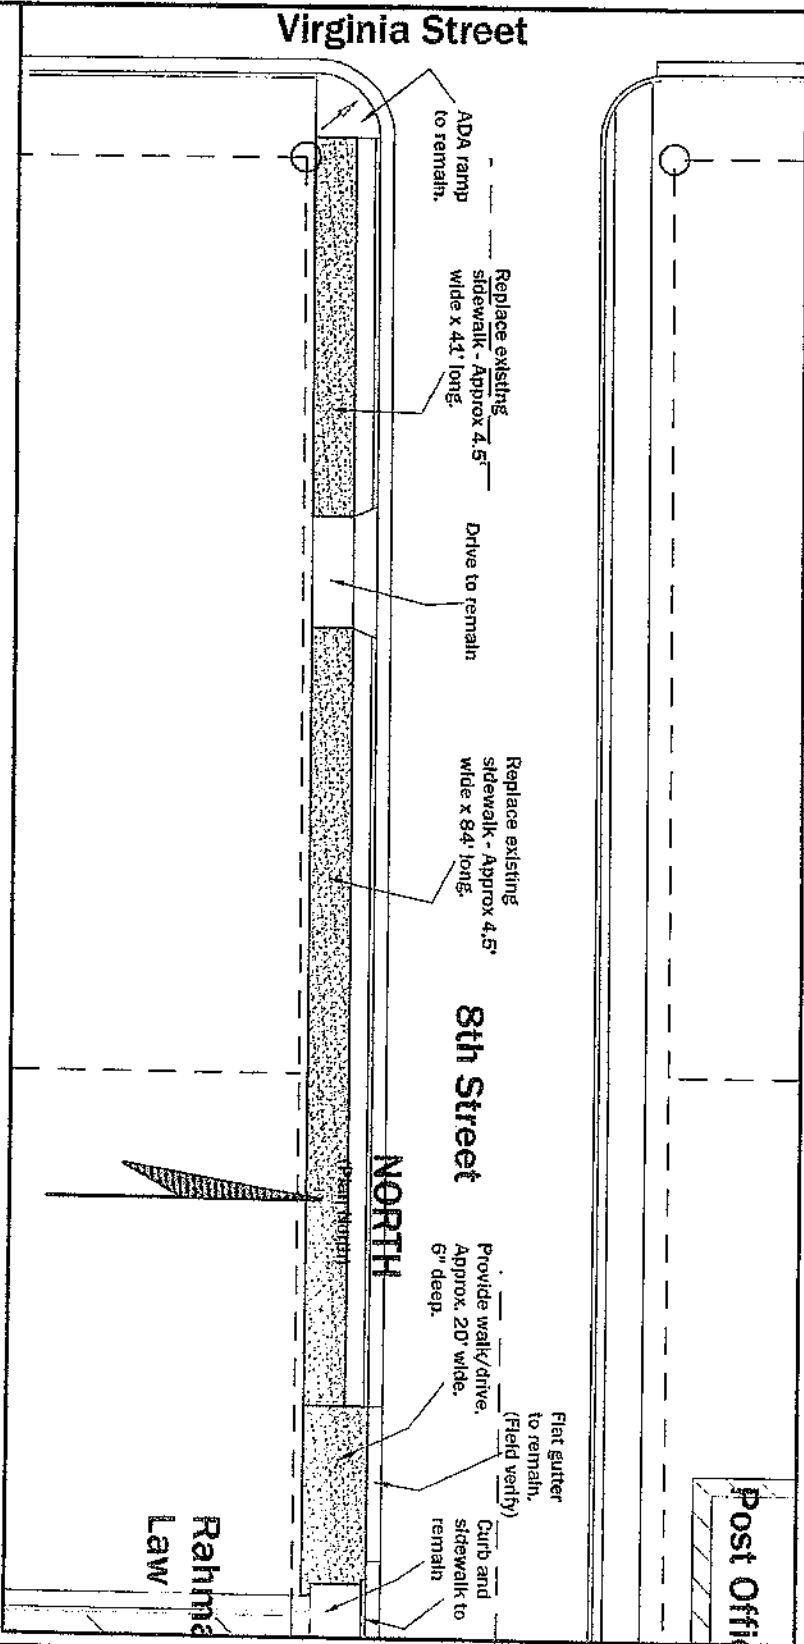 Virginia Street
ADA ramp
to remain.
Replace existing
sidewalk - Approx 4.5'
wide x 41' long.
Drive to remain
Replace existing
sidewalk - Approx 4.5'
wide x 84' long.
8th Street
NORTH
(Plan North)
Provide walk/drive.
Approx. 20' wide.
6" deep.
Flat gutter
to remain.
(Field verify)
Curb and
sidewalk to
remain
Post Offi
Rahma
Law